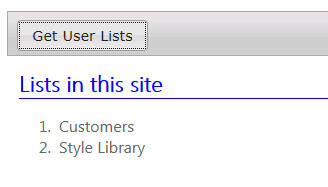 Get User Lists
Lists in this site
1. Customers
2. Style Library